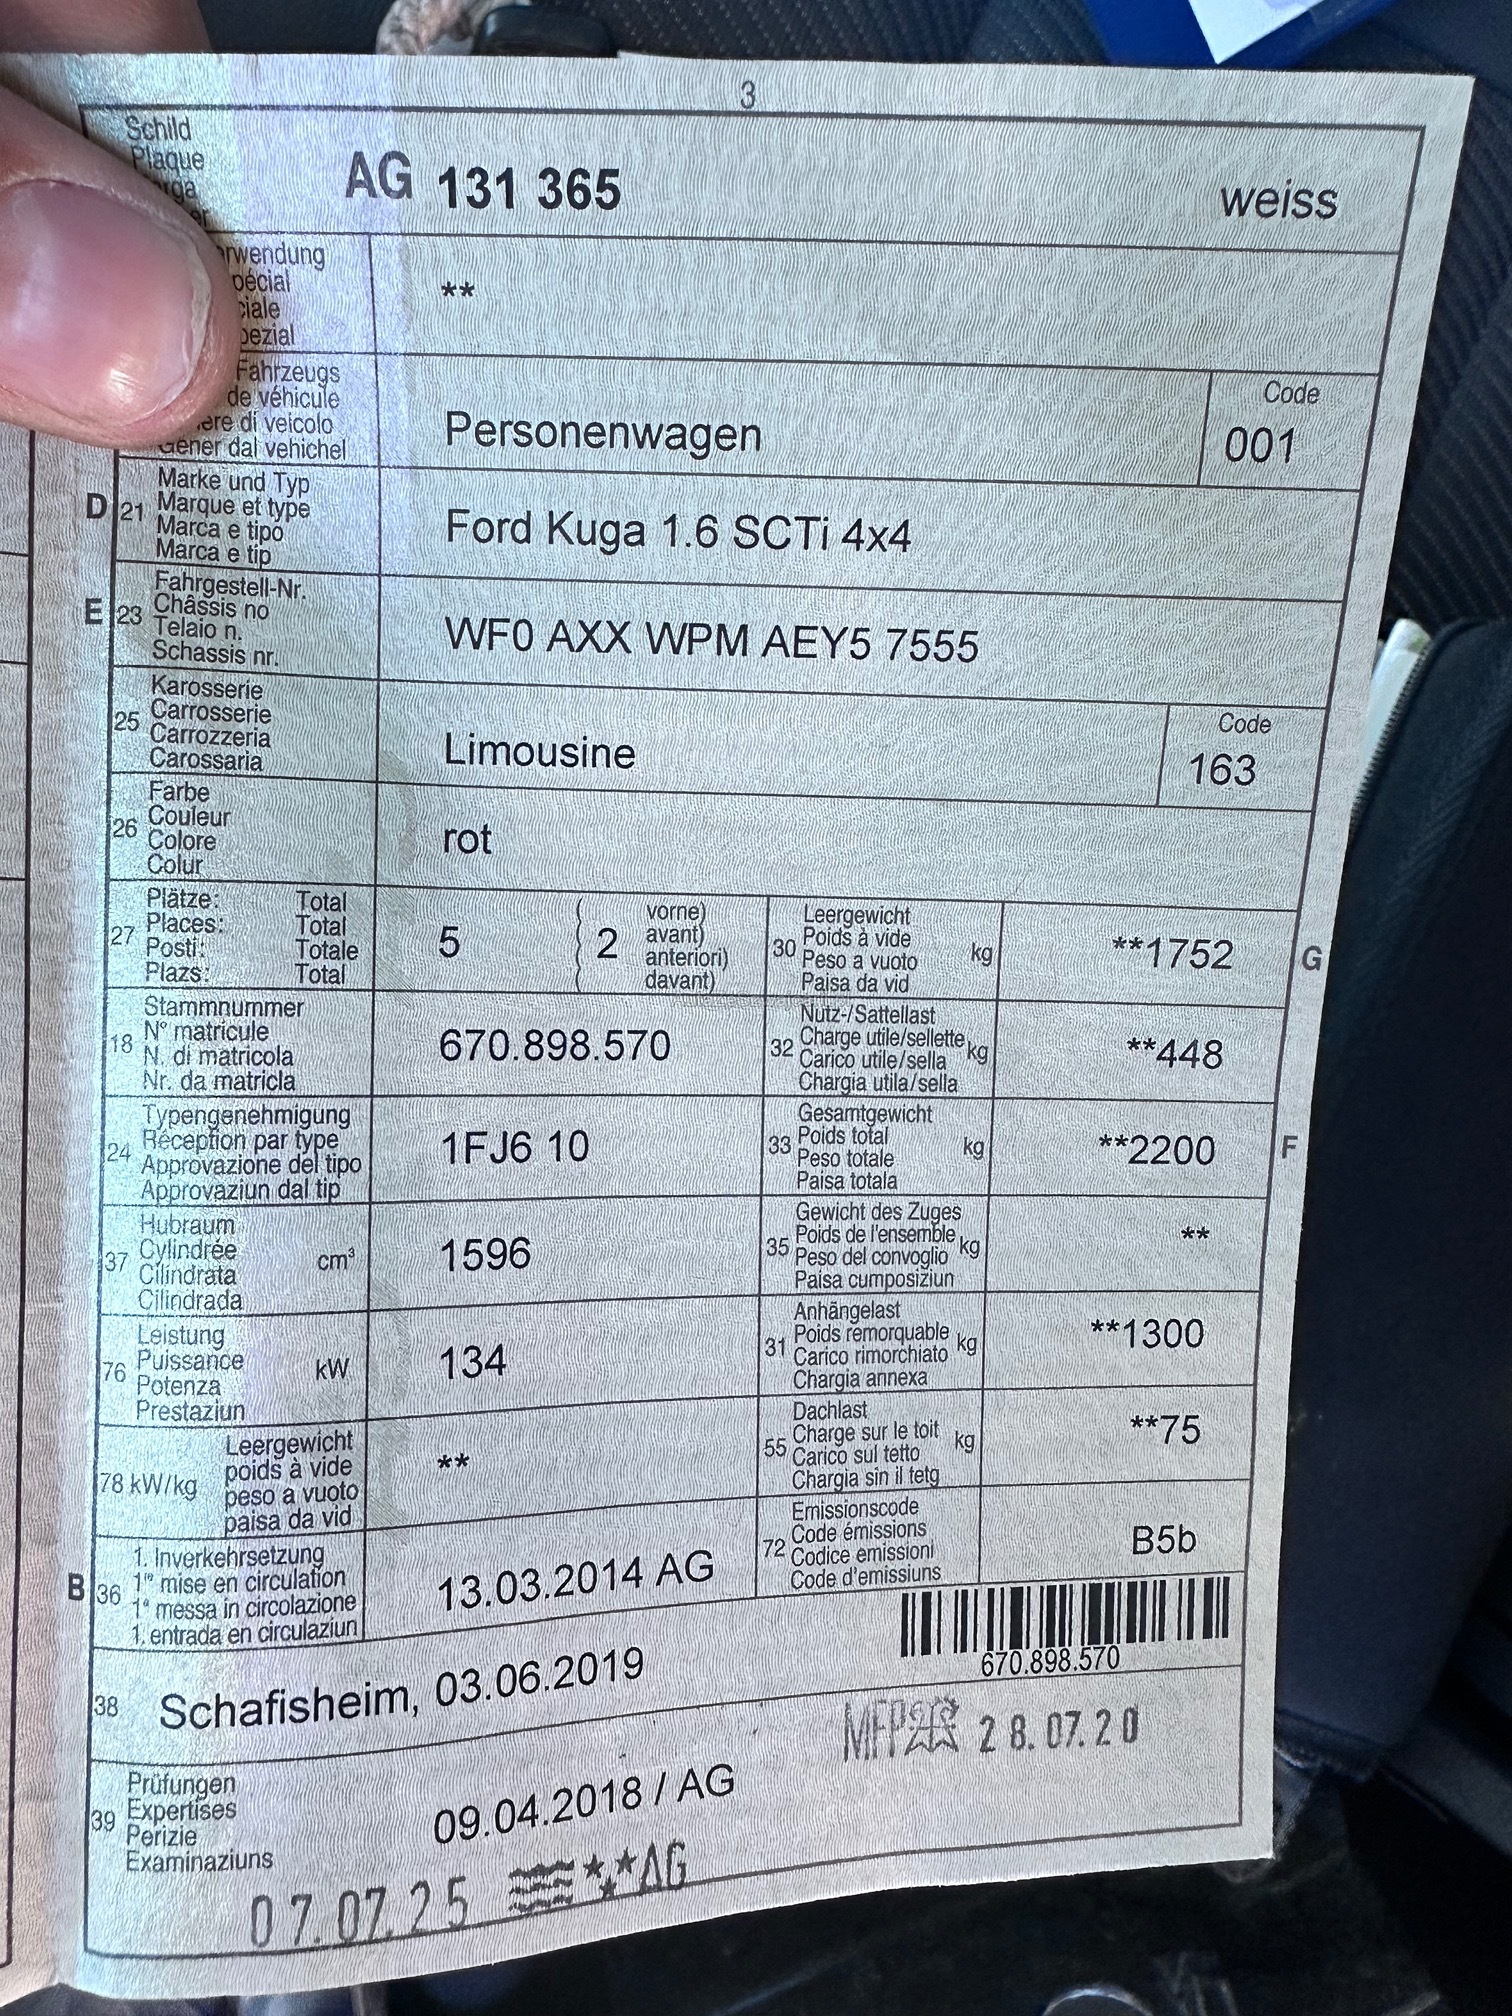 3
Schild
Plaque
AG 131 365 weiss
**
Fahrzeugs
de véhicule
di veicolo
Gener dal vehichel
Personenwagen
Code
001
D 21 Marke und Typ
Marque et type
Marca e tipo
Marca e tip
Ford Kuga 1.6 SCTi 4x4
E 23 Fahrgestell-Nr.
Châssis no
Telaio n.
Schassis nr.
WF0 AXX WPM AEY5 7555
25 Karosserie
Carrosserie
Carrozzeria
Carossaria
Limousine
Code
163
26 Farbe
Couleur
Colore
Colur
rot
27 Plätze: Total
Places: Total
Posti: Totale
Plazs: Total
5 2 vorne)
avant)
anteriori)
davant)
30 Leergewicht
Poids à vide
Peso a vuoto
Paisa da vid
kg **1752 G
18 Stammnummer
N° matricule
N. di matricola
Nr. da matricla
670.898.570
32 Nutz-/Sattellast
Charge utile/sellette
Carico utile/sella
Chargia utila/sella
kg **448
24 Typengenehmigung
Réception par type
Approvazione del tipo
Approvaziun dal tip
1FJ6 10
33 Gesamtgewicht
Poids total
Peso totale
Paisa totala
kg **2200 F
37 Hubraum
Cylindrée
Cilindrata
Cilindrada
cm³ 1596
35 Gewicht des Zuges
Poids de l'ensemble
Peso del convoglio
Paisa cumposiziun
kg **
76 Leistung
Puissance
Potenza
Prestaziun
kW 134
31 Anhängelast
Poids remorquable
Carico rimorchiato
Chargia annexa
kg **1300
78 kW/kg Leergewicht
poids à vide
peso a vuoto
paisa da vid
**
55 Dachlast
Charge sur le toit
Carico sul tetto
Chargia sin il tetg
kg **75
B 36 1. Inverkehrsetzung
1re mise en circulation
1a messa in circolazione
1. entrada en circulaziun
13.03.2014 AG
72 Emissionscode
Code émissions
Codice emissioni
Code d'emissiuns
B5b
670.898.570
38 Schafisheim, 03.06.2019
MFP 28.07.20
39 Prüfungen
Expertises
Perizie
Examinaziuns
09.04.2018 / AG
07.07.25 AG